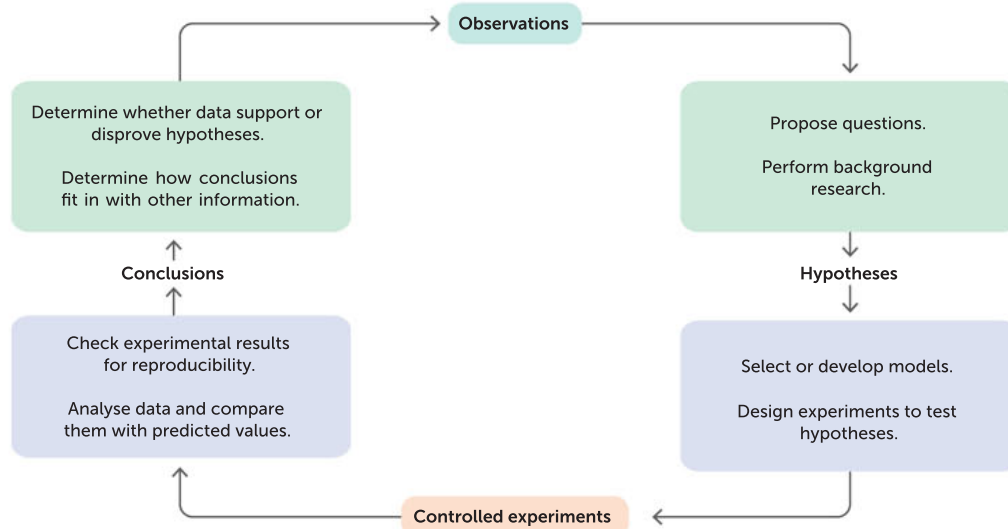 Observations
Propose questions.
Perform background
research.
Hypotheses
Select or develop models.
Design experiments to test
hypotheses.
Controlled experiments
Check experimental results
for reproducibility.
Analyse data and compare
them with predicted values.
Conclusions
Determine whether data support or
disprove hypotheses.
Determine how conclusions
fit in with other information.